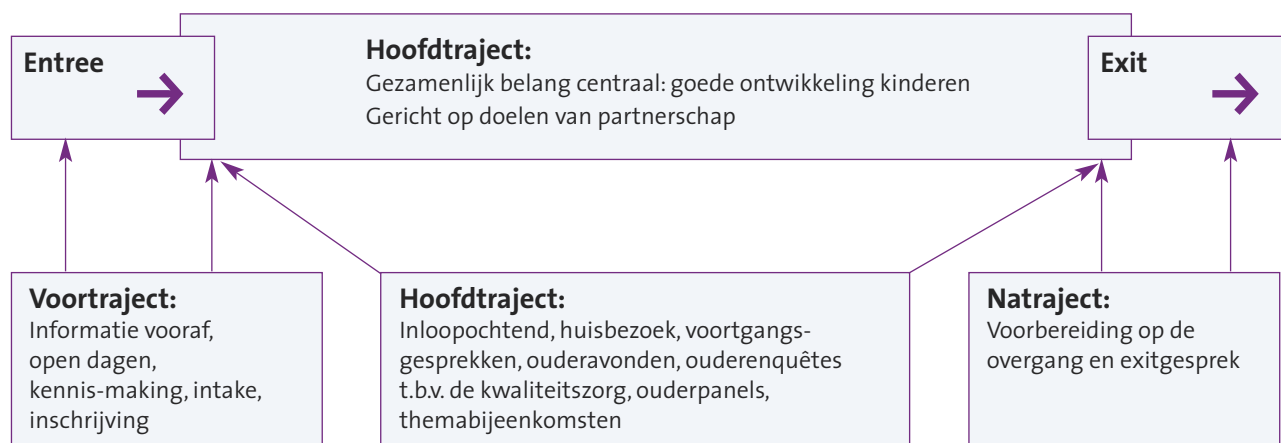 Entree
Hoofdtraject:
Gezamenlijk belang centraal: goede ontwikkeling kinderen
Gericht op doelen van partnerschap
Exit
Voortraject:
Informatie vooraf,
open dagen,
kennis-making, intake,
inschrijving
Hoofdtraject:
Inloopochtend, huisbezoek, voortgangs-
gesprekken, ouderavonden, ouderenquêtes
t.b.v. de kwaliteitszorg, ouderpanels,
themabijeenkomsten
Natraject:
Voorbereiding op de
overgang en exitgesprek